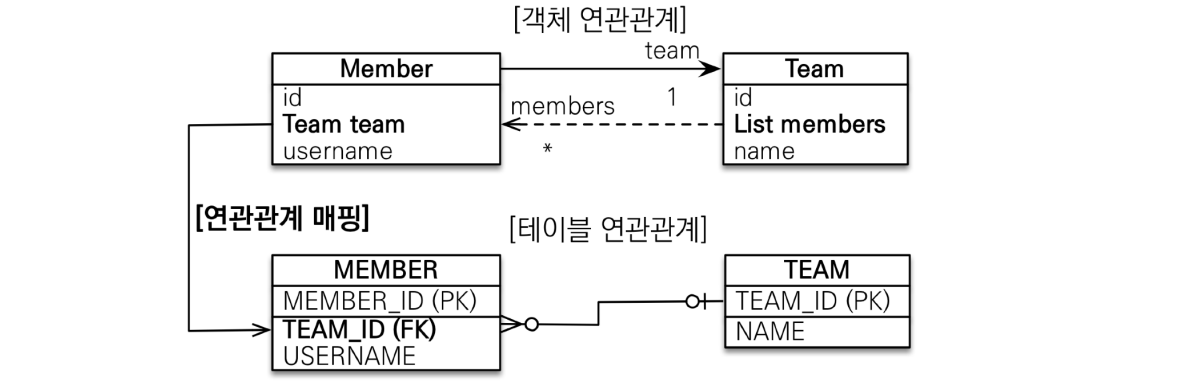 [객체 연관관계]
team
Member
Team
id
Team team
username
members
1
*
id
List members
name
[연관관계 매핑]
[테이블 연관관계]
MEMBER
MEMBER_ID (PK)
TEAM_ID (FK)
USERNAME
TEAM
TEAM_ID (PK)
NAME